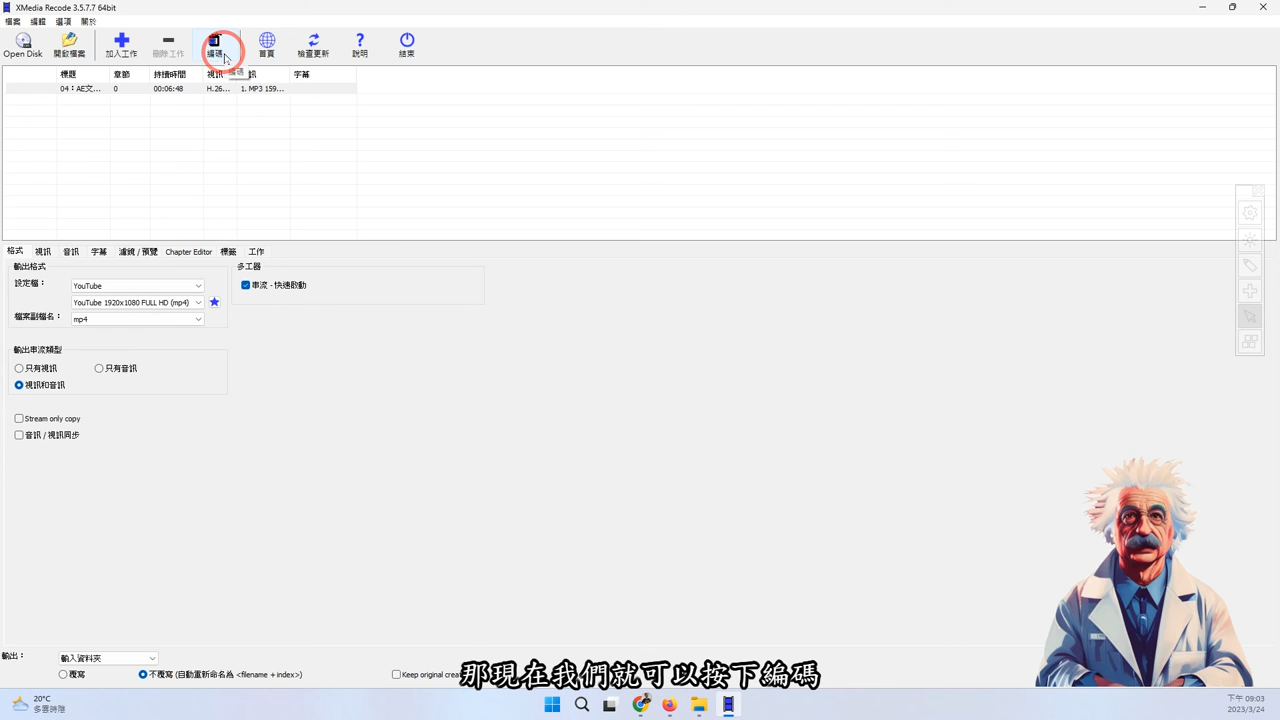 XMedia Recode 3.5.7.7 64bit
檔案 編輯 選項 關於
Open Disk 開啟檔案 加入工作 刪除工作 編碼 首頁 檢查更新 說明 結束
編碼
標題 章節 持續時間 視訊 訊 字幕
04：AE文... 0 00:06:48 H.26... 1. MP3 159...
格式 視訊 音訊 字幕 濾鏡 / 預覽 Chapter Editor 標籤 工作
輸出格式 多工器
設定檔： YouTube 串流 - 快速啟動
YouTube 1920x1080 FULL HD (mp4)
檔案副檔名： mp4
輸出串流類型
只有視訊 只有音訊
視訊和音訊
Stream only copy
音訊 / 視訊同步
輸出： 輸入資料夾
覆寫 不覆寫 (自動重新命名為 <filename + index>) Keep original crea
那現在我們就可以按下編碼
20°C
多雲時陰
下午 09:03
2023/3/24